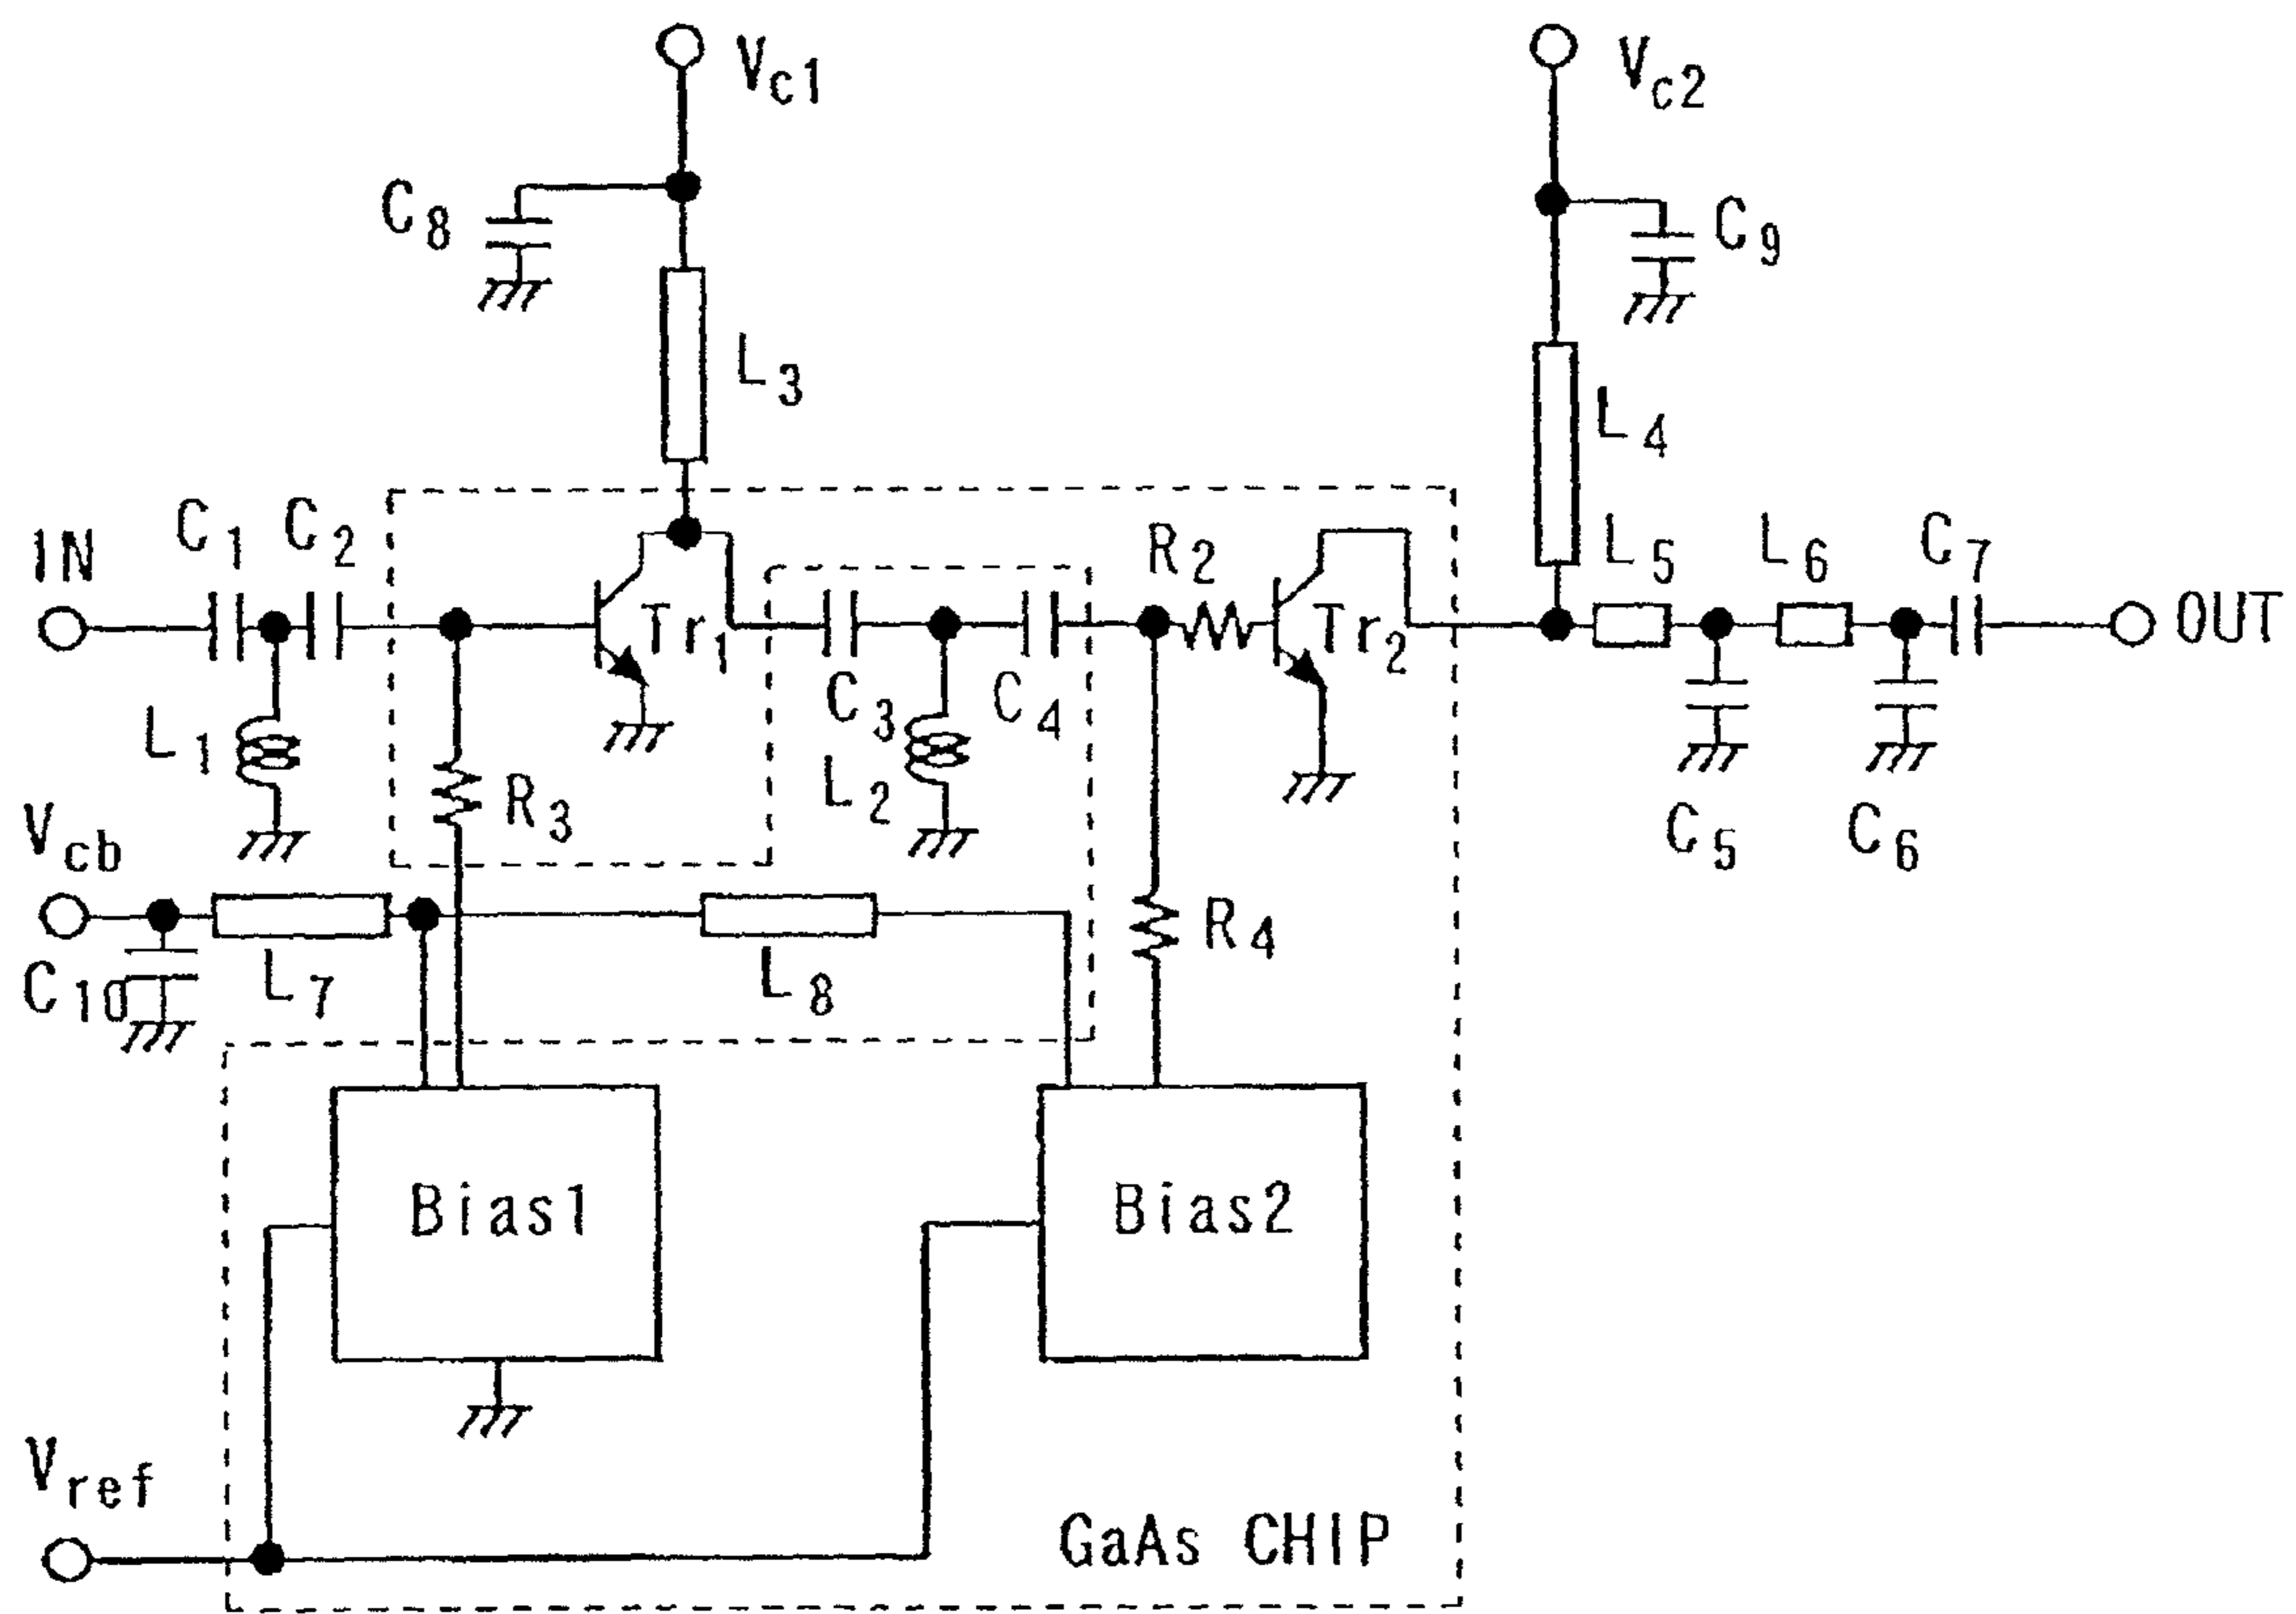 Vc1
Vc2
C8
C9
L3
L4
IN
C1
C2
R2
L5
L6
C7
Tr1
Tr2
OUT
L1
C3
C4
L2
R3
C5
C6
Vcb
C10
L7
L8
R4
Bias1
Bias2
Vref
GaAs CHIP